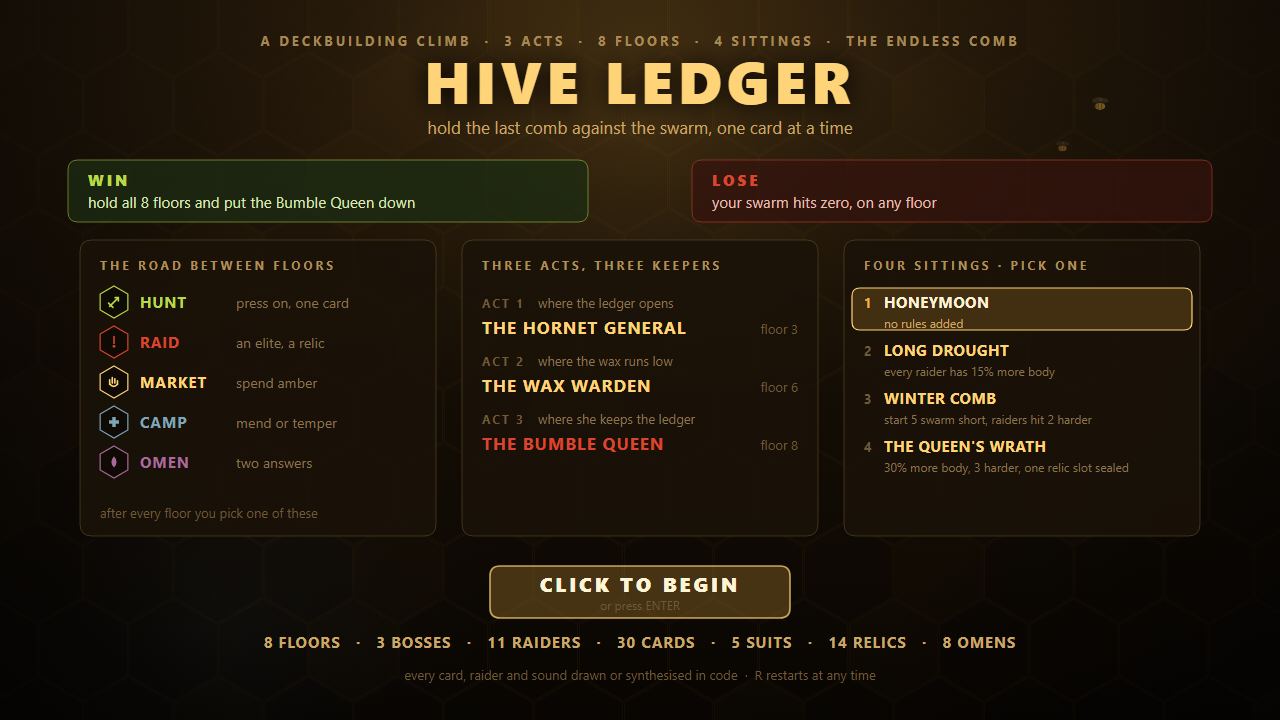 A DECKBUILDING CLIMB · 3 ACTS · 8 FLOORS · 4 SITTINGS · THE ENDLESS COMB
HIVE LEDGER
hold the last comb against the swarm, one card at a time
WIN
hold all 8 floors and put the Bumble Queen down
LOSE
your swarm hits zero, on any floor
THE ROAD BETWEEN FLOORS
HUNT press on, one card
RAID an elite, a relic
MARKET spend amber
CAMP mend or temper
OMEN two answers
after every floor you pick one of these
THREE ACTS, THREE KEEPERS
ACT 1 where the ledger opens
THE HORNET GENERAL floor 3
ACT 2 where the wax runs low
THE WAX WARDEN floor 6
ACT 3 where she keeps the ledger
THE BUMBLE QUEEN floor 8
FOUR SITTINGS · PICK ONE
1 HONEYMOON
no rules added
2 LONG DROUGHT
every raider has 15% more body
3 WINTER COMB
start 5 swarm short, raiders hit 2 harder
4 THE QUEEN'S WRATH
30% more body, 3 harder, one relic slot sealed
CLICK TO BEGIN
or press ENTER
8 FLOORS · 3 BOSSES · 11 RAIDERS · 30 CARDS · 5 SUITS · 14 RELICS · 8 OMENS
every card, raider and sound drawn or synthesised in code · R restarts at any time